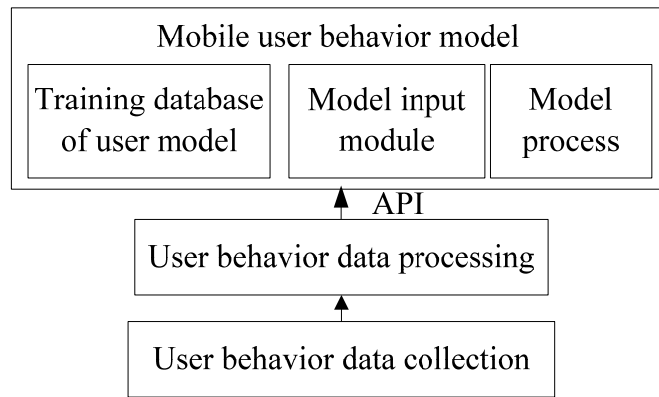 Mobile user behavior model
Training database
of user model
Model input
module
Model
process
API
User behavior data processing
User behavior data collection